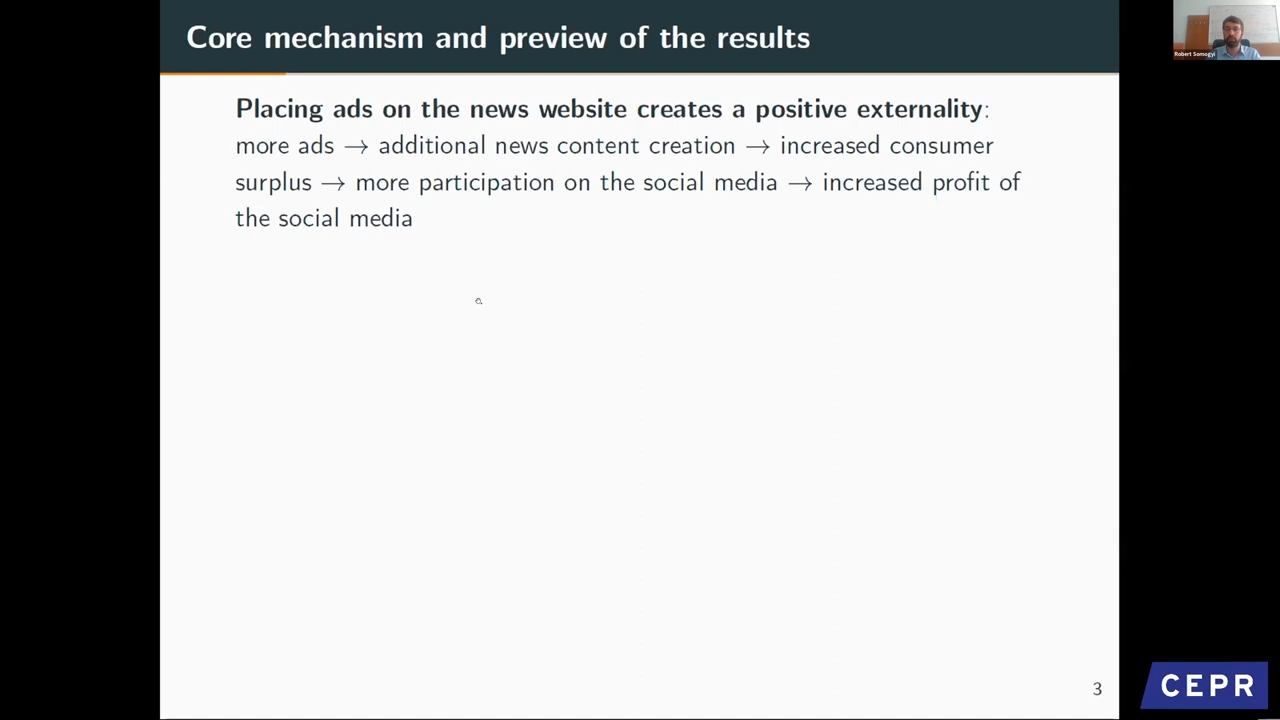 Core mechanism and preview of the results
Robert Somogyi
Placing ads on the news website creates a positive externality:
more ads → additional news content creation → increased consumer
surplus → more participation on the social media → increased profit of
the social media
3
CEPR